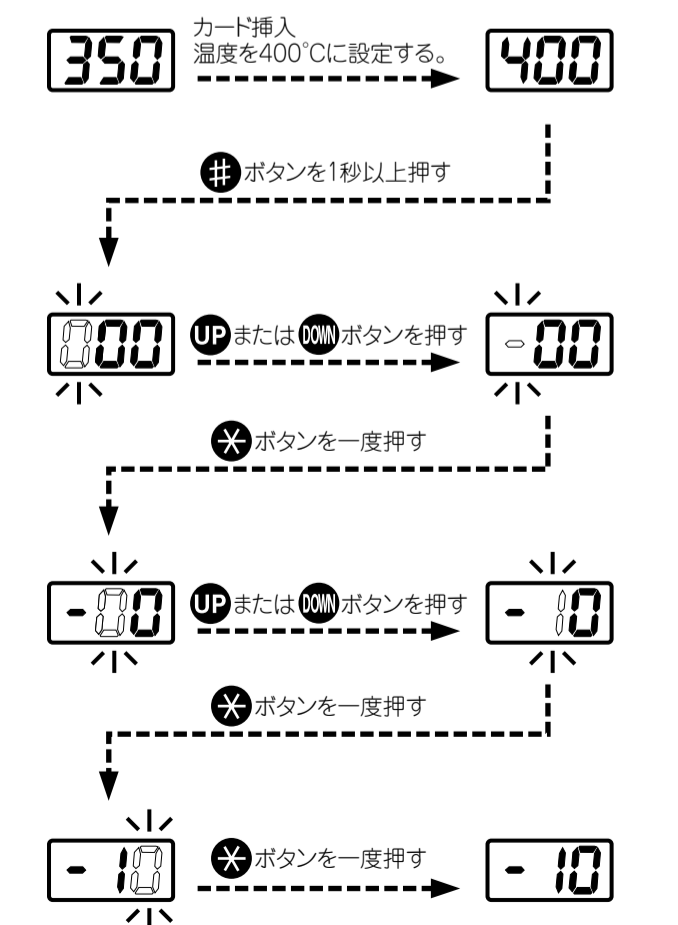 350
カード挿入
温度を400°Cに設定する。
400
#ボタンを1秒以上押す
000
UPまたはDOWNボタンを押す
-00
*ボタンを一度押す
-00
UPまたはDOWNボタンを押す
-10
*ボタンを一度押す
-10
*ボタンを一度押す
-10